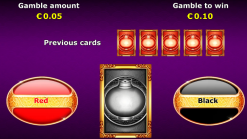 Gamble amount
Gamble to win
€0.05
€0.10
Previous cards
Red
Black